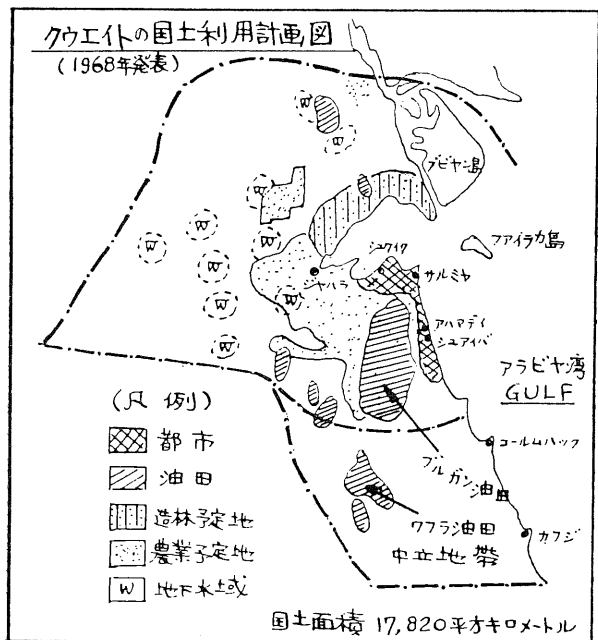 クウエイトの国土利用計画図
(1968年発表)
W
W
ブビヤン島
W
W
W
W
W
W
W
W
ファイラカ島
シュワイク
サルミヤ
ジャハラ
アハマディ
シュアイバ
アラビヤ湾
GULF
コールムハック
ブルガン油田
ワフラ油田
カフジ
中立地帯
(凡例)
都市
油田
造林予定地
農業予定地
W 地下水域
国土面積 17,820平方キロメートル